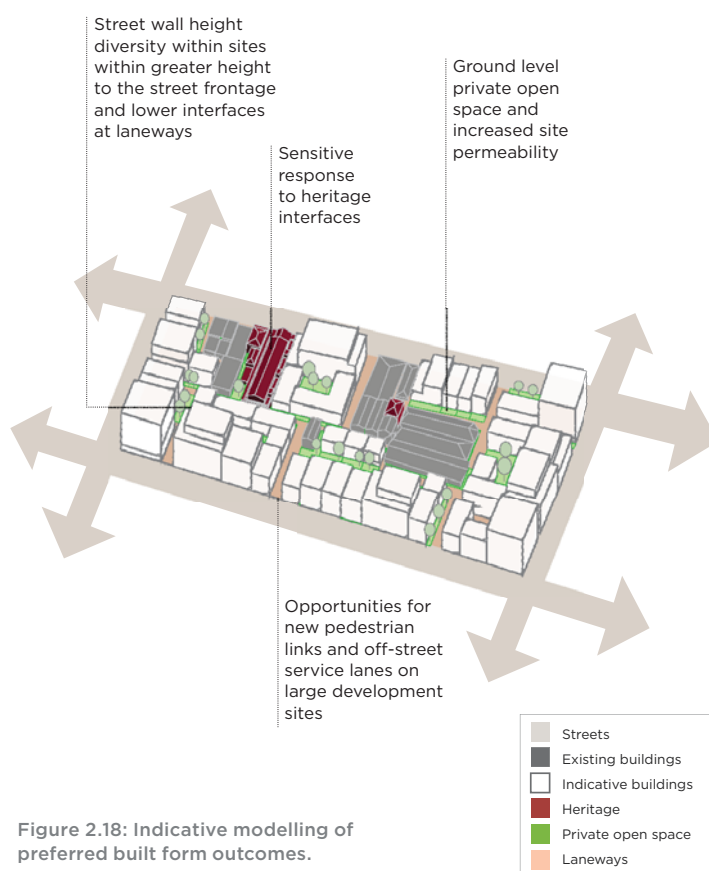 Street wall height
diversity within sites
within greater height
to the street frontage
and lower interfaces
at laneways
Sensitive
response
to heritage
interfaces
Ground level
private open
space and
increased site
permeability
Opportunities for
new pedestrian
links and off-street
service lanes on
large development
sites
Streets
Existing buildings
Indicative buildings
Heritage
Private open space
Laneways
Figure 2.18: Indicative modelling of
preferred built form outcomes.